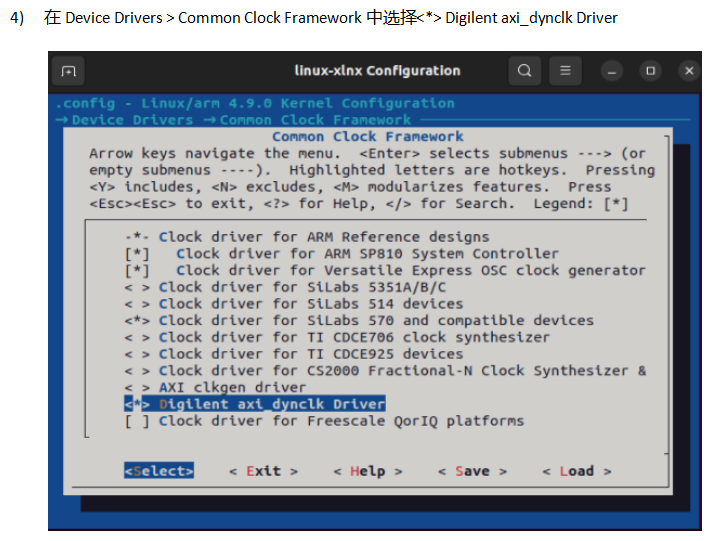 4) 在 Device Drivers > Common Clock Framework 中选择<*> Digilent axi_dynclk Driver
linux-xlnx Configuration
.config - Linux/arm 4.9.0 Kernel Configuration
→ Device Drivers → Common Clock Framework
Common Clock Framework
Arrow keys navigate the menu. <Enter> selects submenus ---> (or
empty submenus ----). Highlighted letters are hotkeys. Pressing
<Y> includes, <N> excludes, <M> modularizes features. Press
<Esc><Esc> to exit, <?> for Help, </> for Search. Legend: [*]
-*- Clock driver for ARM Reference designs
[*] Clock driver for ARM SP810 System Controller
[*] Clock driver for Versatile Express OSC clock generator
< > Clock driver for SiLabs 5351A/B/C
< > Clock driver for SiLabs 514 devices
<*> Clock driver for SiLabs 570 and compatible devices
< > Clock driver for TI CDCE706 clock synthesizer
< > Clock driver for TI CDCE925 devices
< > Clock driver for CS2000 Fractional-N Clock Synthesizer &
< > AXI clkgen driver
<*> Digilent axi_dynclk Driver
[ ] Clock driver for Freescale QorIQ platforms
<Select> < Exit > < Help > < Save > < Load >